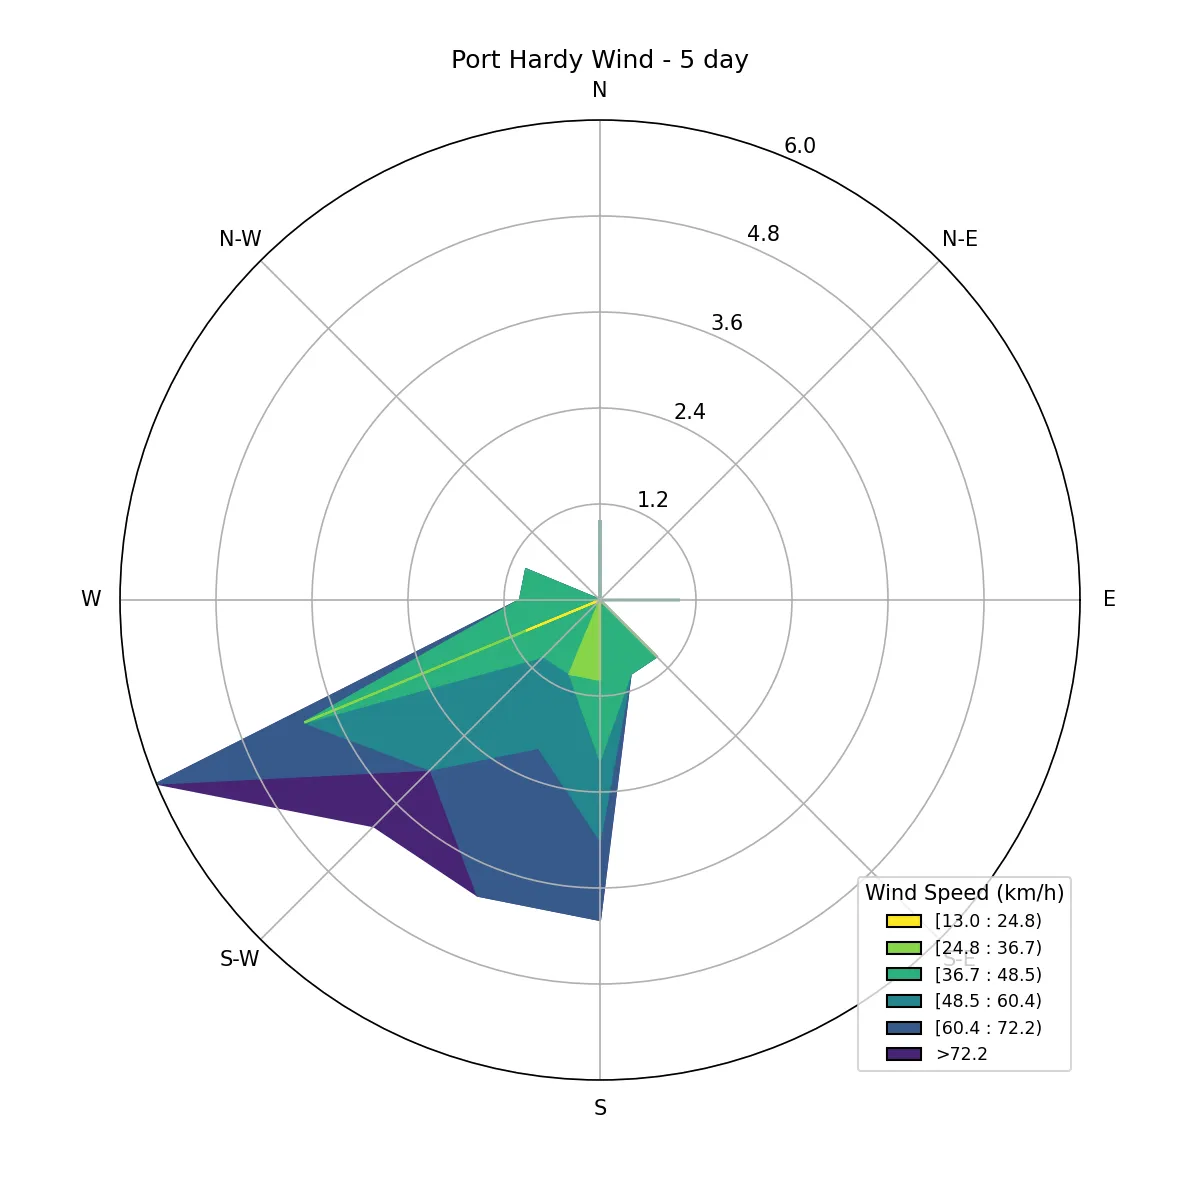 Port Hardy Wind - 5 day
N
6.0
N-W
N-E
4.8
3.6
2.4
1.2
W
E
S-W
S-E
S
Wind Speed (km/h)
[13.0 : 24.8)
[24.8 : 36.7)
[36.7 : 48.5)
[48.5 : 60.4)
[60.4 : 72.2)
>72.2